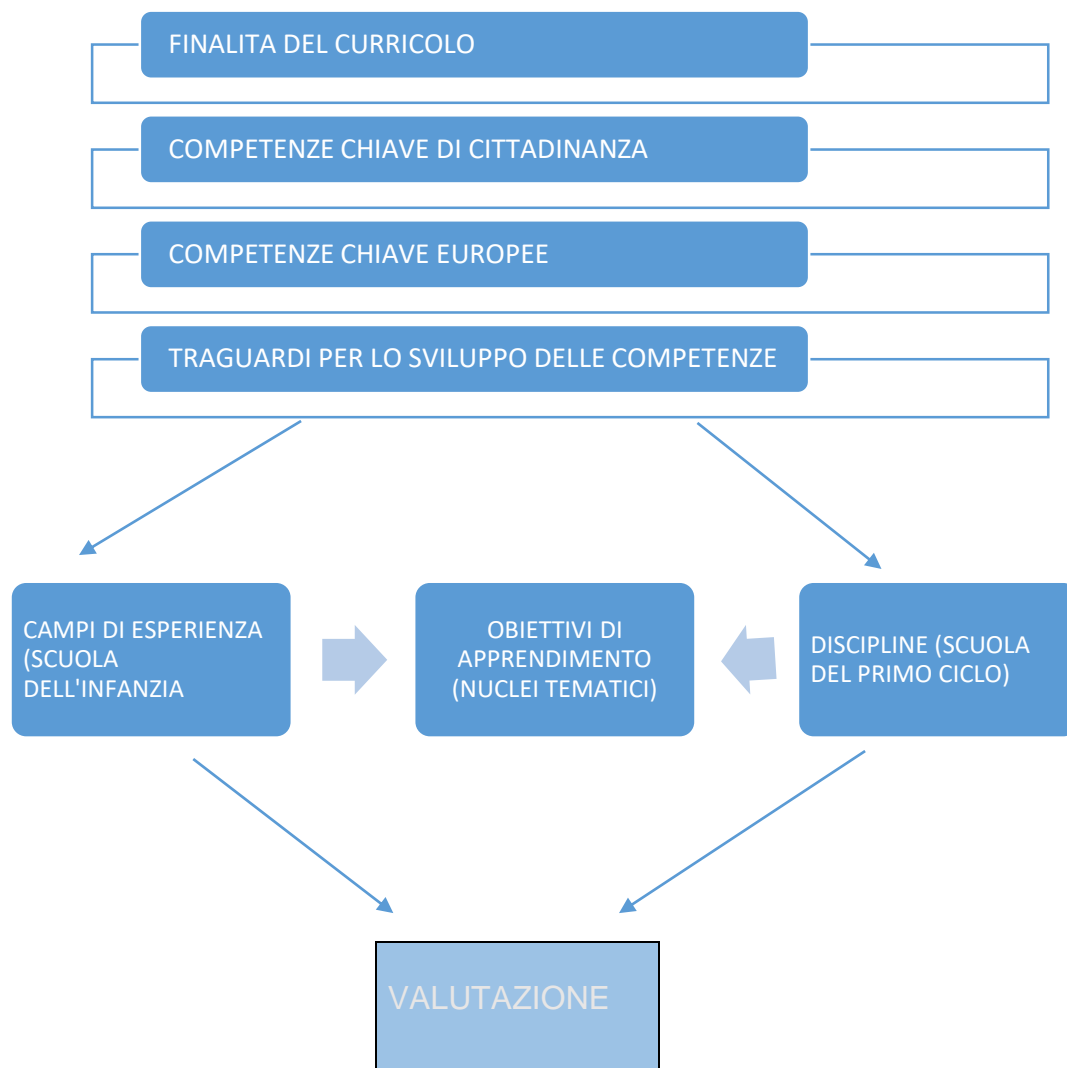 FINALITA DEL CURRICOLO
COMPETENZE CHIAVE DI CITTADINANZA
COMPETENZE CHIAVE EUROPEE
TRAGUARDI PER LO SVILUPPO DELLE COMPETENZE
CAMPI DI ESPERIENZA
(SCUOLA
DELL'INFANZIA
OBIETTIVI DI
APPRENDIMENTO
(NUCLEI TEMATICI)
DISCIPLINE (SCUOLA
DEL PRIMO CICLO)
VALUTAZIONE